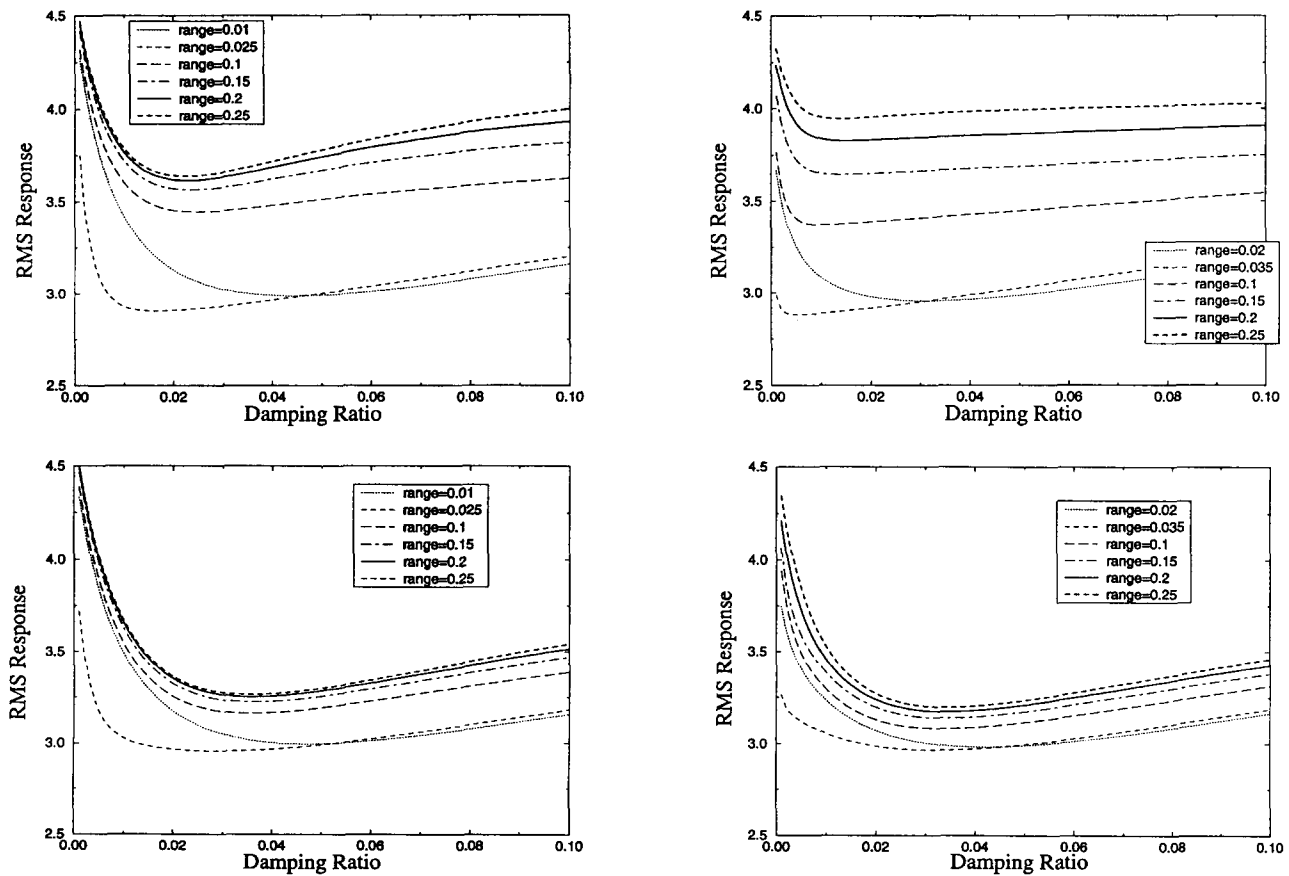 4.5
4.0
3.5
3.0
2.5
RMS Response
range=0.01
range=0.025
range=0.1
range=0.15
range=0.2
range=0.25
0.00 0.02 0.04 0.06 0.08 0.10
Damping Ratio
4.5
4.0
3.5
3.0
2.5
RMS Response
range=0.02
range=0.035
range=0.1
range=0.15
range=0.2
range=0.25
0.00 0.02 0.04 0.06 0.08 0.10
Damping Ratio
4.5
4.0
3.5
3.0
2.5
RMS Response
range=0.01
range=0.025
range=0.1
range=0.15
range=0.2
range=0.25
0.00 0.02 0.04 0.06 0.08 0.10
Damping Ratio
4.5
4.0
3.5
3.0
2.5
RMS Response
range=0.02
range=0.035
range=0.1
range=0.15
range=0.2
range=0.25
0.00 0.02 0.04 0.06 0.08 0.10
Damping Ratio